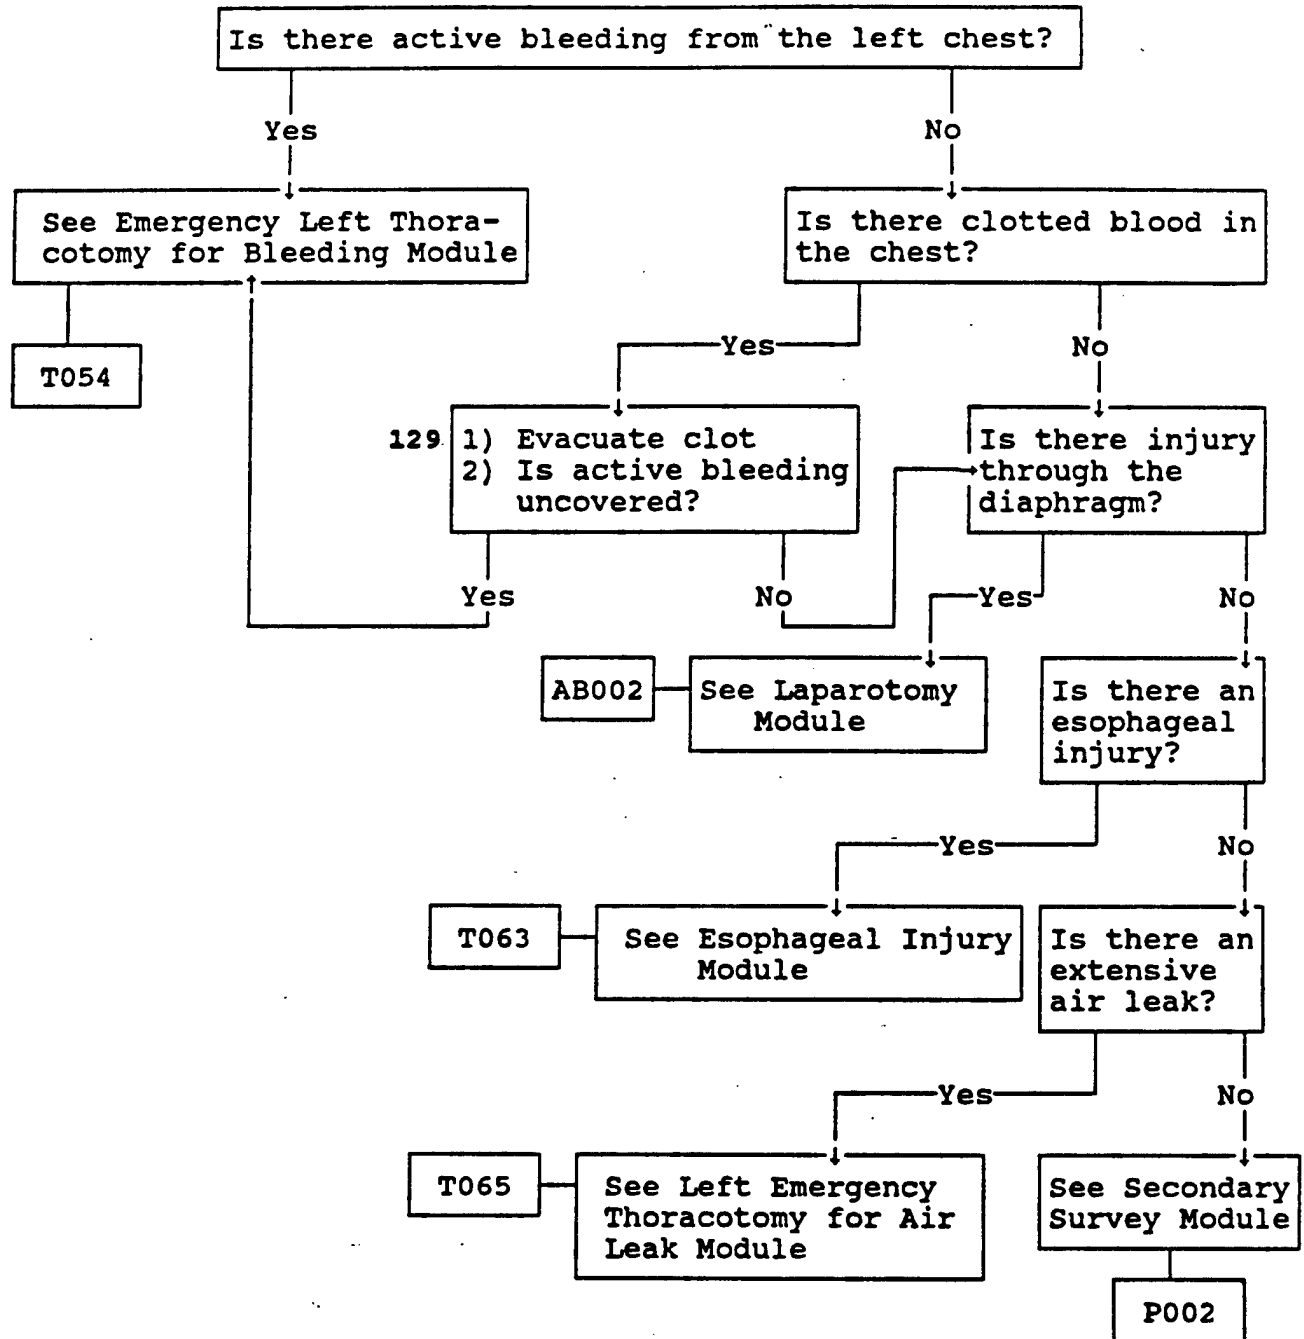 Is there active bleeding from the left chest?
Yes
No
See Emergency Left Thora-
cotomy for Bleeding Module
Is there clotted blood in
the chest?
T054
Yes
No
129 1) Evacuate clot
2) Is active bleeding
uncovered?
Is there injury
through the
diaphragm?
Yes
No
Yes
No
AB002
See Laparotomy
Module
Is there an
esophageal
injury?
Yes
No
T063
See Esophageal Injury
Module
Is there an
extensive
air leak?
Yes
No
T065
See Left Emergency
Thoracotomy for Air
Leak Module
See Secondary
Survey Module
P002